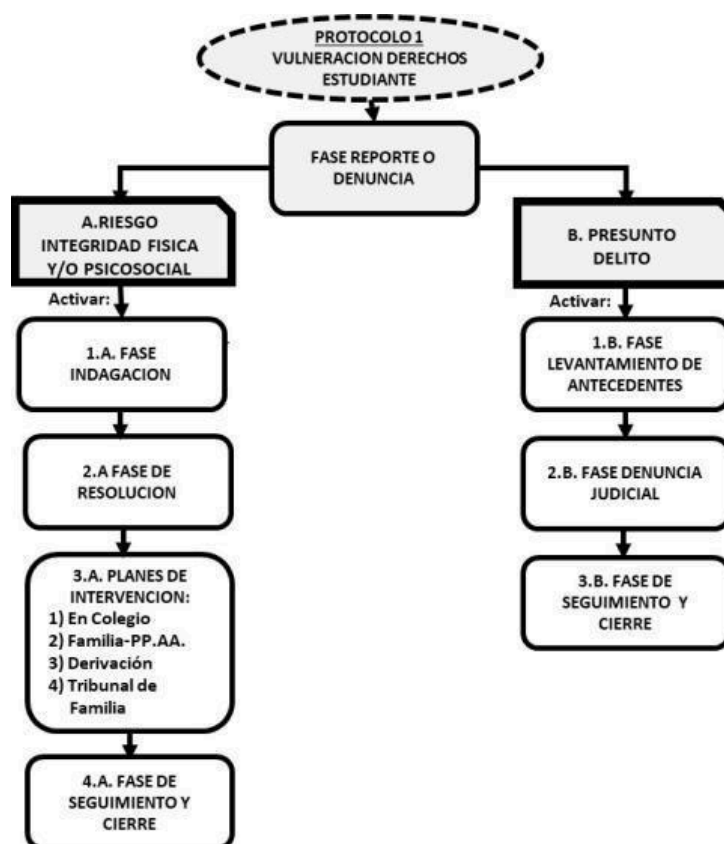 PROTOCOLO 1
VULNERACION DERECHOS
ESTUDIANTE
FASE REPORTE O
DENUNCIA
A.RIESGO
INTEGRIDAD FISICA
Y/O PSICOSOCIAL
Activar:
1.A. FASE
INDAGACION
2.A FASE DE
RESOLUCION
3.A. PLANES DE
INTERVENCION:
1) En Colegio
2) Familia-PP.AA.
3) Derivación
4) Tribunal de
Familia
4.A. FASE DE
SEGUIMIENTO Y
CIERRE
B. PRESUNTO
DELITO
Activar:
1.B. FASE
LEVANTAMIENTO DE
ANTECEDENTES
2.B. FASE DENUNCIA
JUDICIAL
3.B. FASE DE
SEGUIMIENTO Y
CIERRE